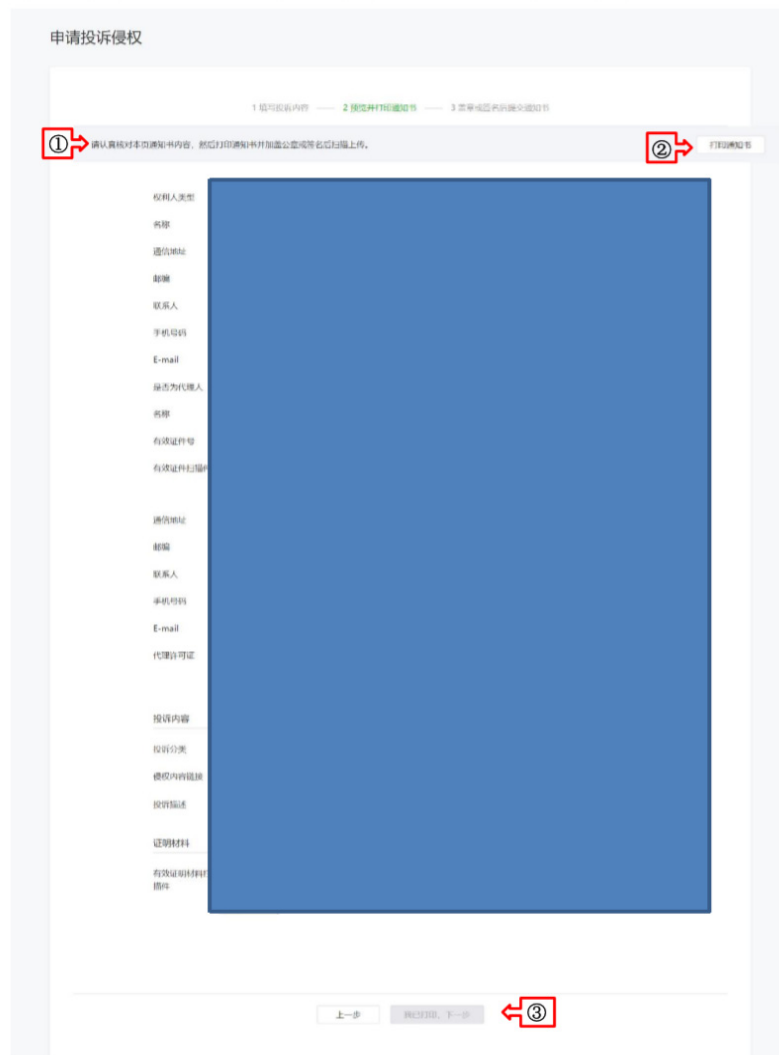 申请投诉侵权
1 填写投诉内容 —— 2 预览并打印通知书 —— 3 盖章或签名后提交通知书
① 请认真核对本页通知书内容，然后打印通知书并加盖公章或签名后扫描上传。 ② 打印通知书
权利人类型
名称
通信地址
邮编
联系人
手机号码
E-mail
是否为代理人
名称
有效证件号
有效证件扫描件
通信地址
邮编
联系人
手机号码
E-mail
代理许可证
投诉内容
投诉分类
侵权内容链接
投诉描述
证明材料
有效证明材料扫
描件
上一步 我已打印，下一步 ③